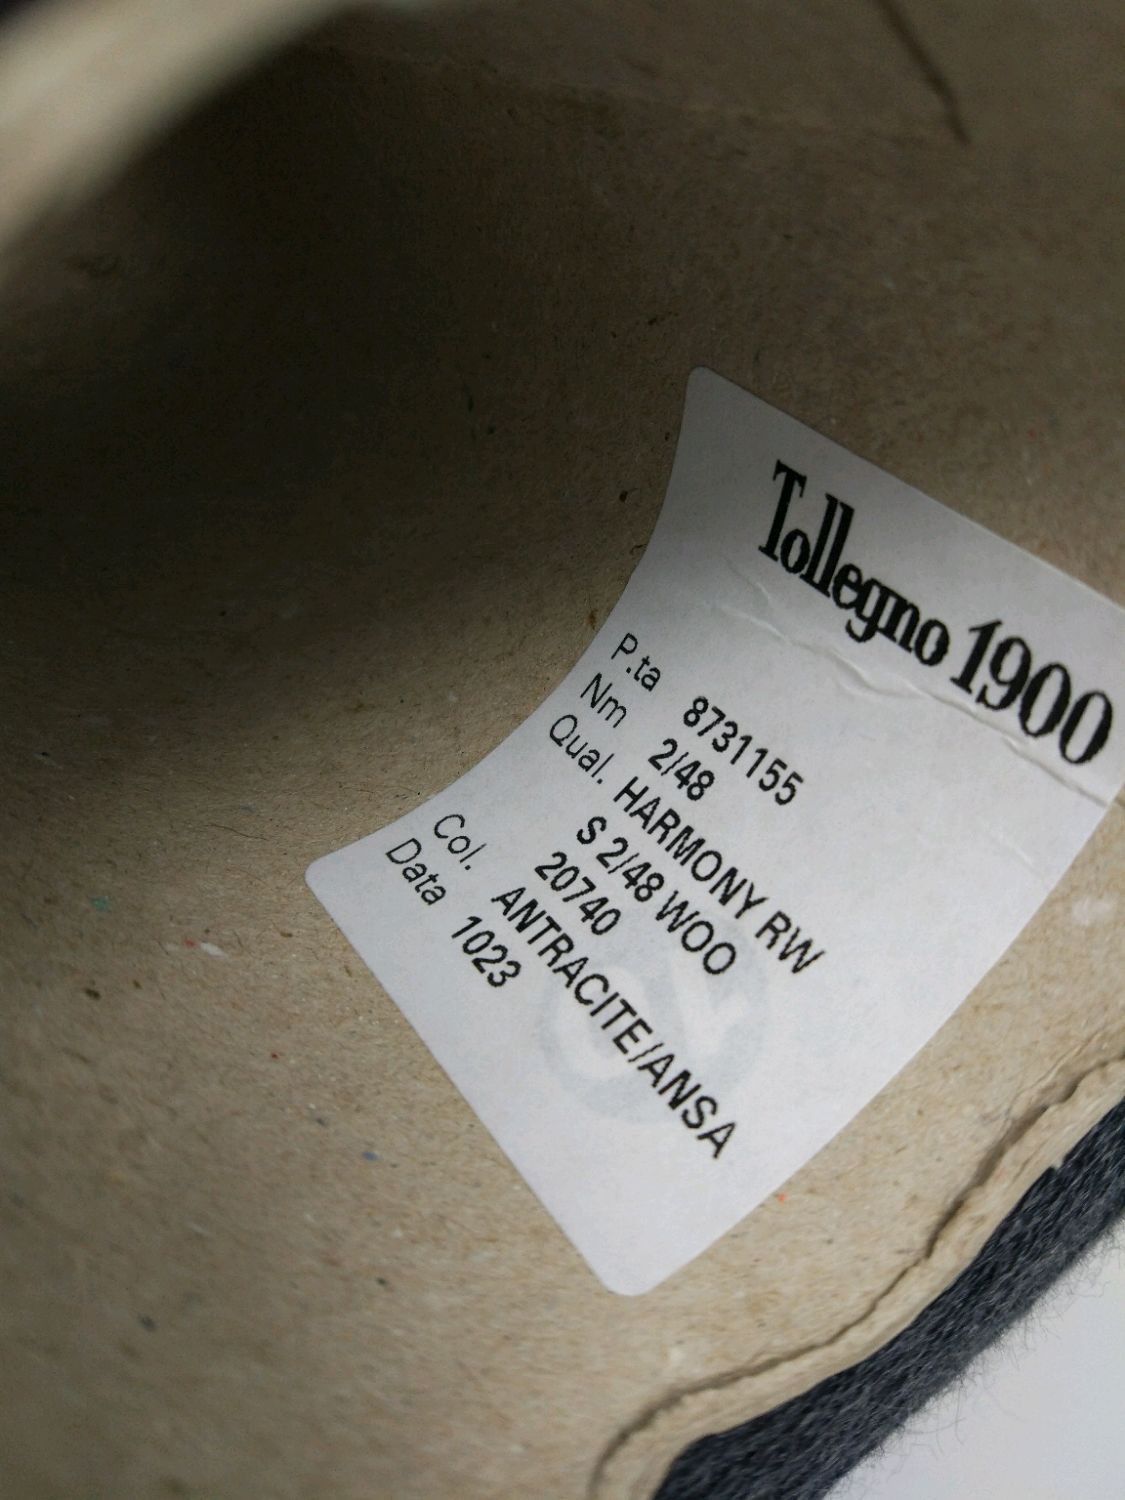 Tollegno 1900
P.ta 8731155
Nm 2/48
Qual. HARMONY RW
S 2/48 WOO
Col. 20740
ANTRACITE/ANSA
Data 1023